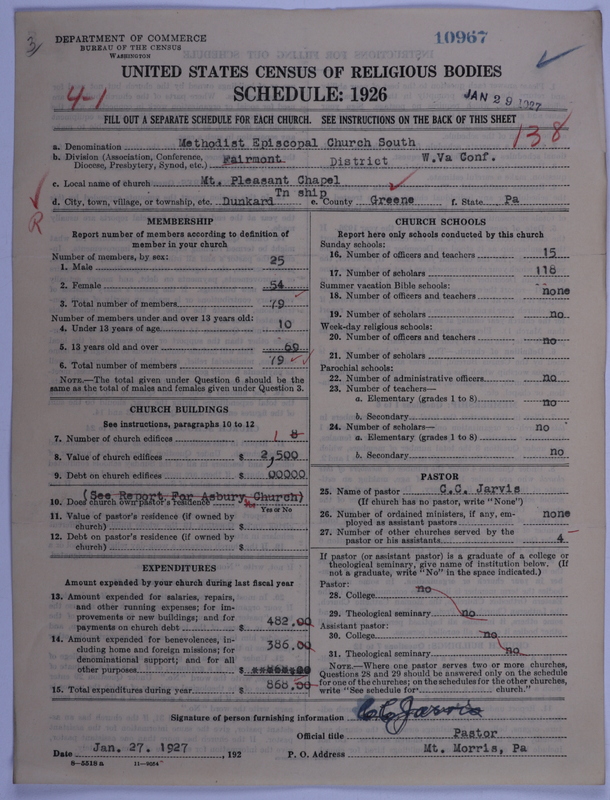 3
DEPARTMENT OF COMMERCE
BUREAU OF THE CENSUS
WASHINGTON
10967
UNITED STATES CENSUS OF RELIGIOUS BODIES
4-1
SCHEDULE: 1926
JAN 29 1927
FILL OUT A SEPARATE SCHEDULE FOR EACH CHURCH. SEE INSTRUCTIONS ON THE BACK OF THIS SHEET
138
a. Denomination Methodist Episcopal Church South
b. Division (Association, Conference, Diocese, Presbytery, Synod, etc.) Fairmont District W.Va Conf.
c. Local name of church Mt. Pleasant Chapel
Tn ship
d. City, town, village, or township, etc. Dunkard e. County Greene f. State Pa
R
MEMBERSHIP
Report number of members according to definition of
member in your church
Number of members, by sex:
1. Male 25
2. Female 54
3. Total number of members 79
Number of members under and over 13 years old:
4. Under 13 years of age 10
5. 13 years old and over 69
6. Total number of members 79
NOTE.—The total given under Question 6 should be
same as the total of males and females given under Question 3.
CHURCH BUILDINGS
See instructions, paragraphs 10 to 12
7. Number of church edifices 1
8. Value of church edifices $ 2,500
9. Debt on church edifices $ 00000
(See Report For Asbury Church)
10. Does church own pastor's residence
Yes or No
11. Value of pastor's residence (if owned by
church) $
12. Debt on pastor's residence (if owned by
church) $
EXPENDITURES
Amount expended by your church during last fiscal year
13. Amount expended for salaries, repairs,
and other running expenses; for im-
provements or new buildings; and for
payments on church debt $ 482.00
14. Amount expended for benevolences, in-
cluding home and foreign missions; for
denominational support; and for all
other purposes $ 386.00
15. Total expenditures during year $ 868.00
CHURCH SCHOOLS
Report here only schools conducted by this church
Sunday schools:
16. Number of officers and teachers 15
17. Number of scholars 118
Summer vacation Bible schools:
18. Number of officers and teachers none
19. Number of scholars no
Week-day religious schools:
20. Number of officers and teachers no
21. Number of scholars
Parochial schools:
22. Number of administrative officers no
23. Number of teachers—
a. Elementary (grades 1 to 8) no
b. Secondary
24. Number of scholars— no
a. Elementary (grades 1 to 8)
b. Secondary no
PASTOR
25. Name of pastor C.C. Jarvis
(If church has no pastor, write "None")
26. Number of ordained ministers, if any, em-
ployed as assistant pastors none
27. Number of other churches served by the
pastor or his assistants 4
If pastor (or assistant pastor) is a graduate of a college or
theological seminary, give name of institution below. (If
not a graduate, write "No" in the space indicated.)
Pastor:
28. College no
29. Theological seminary no
Assistant pastor:
30. College no
31. Theological seminary no
NOTE.—Where one pastor serves two or more churches,
Questions 28 and 29 should be answered only on the schedule
for one of the churches; on the schedules for the other churches,
write "See schedule for church."
Signature of person furnishing information C C Jarvis
Official title Pastor
Date Jan. 27. 1927, 192 P. O. Address Mt. Morris, Pa
8—5518a 11—9054